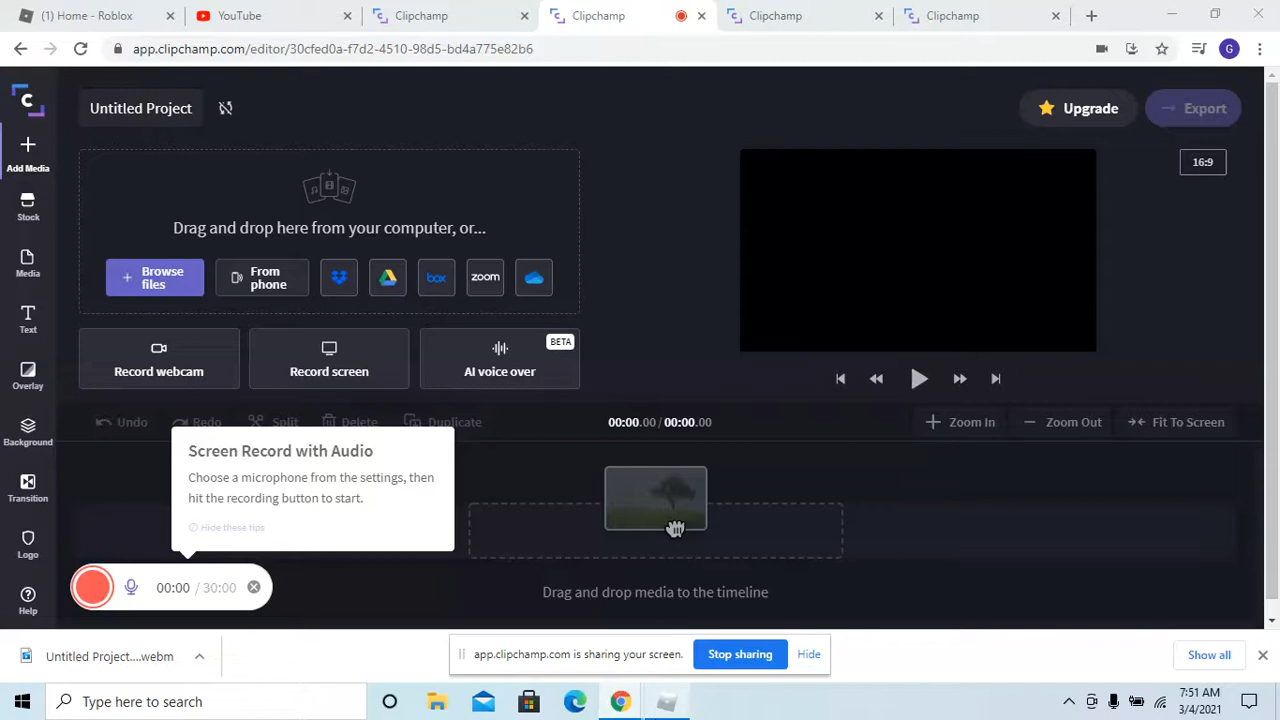 (1) Home - Roblox
YouTube
Clipchamp
Clipchamp
Clipchamp
Clipchamp
app.clipchamp.com/editor/30cfed0a-f7d2-4510-98d5-bd4a775e82b6
G
Untitled Project
Upgrade
Export
Add Media
Stock
Media
Text
Overlay
Background
Transition
Logo
Help
16:9
Drag and drop here from your computer, or...
Browse files
From phone
box
zoom
Record webcam
Record screen
BETA
AI voice over
Undo
Redo
Split
Delete
Duplicate
00:00.00 / 00:00.00
Zoom In
Zoom Out
Fit To Screen
Screen Record with Audio
Choose a microphone from the settings, then
hit the recording button to start.
Hide these tips
00:00 / 30:00
Drag and drop media to the timeline
Untitled Project....webm
app.clipchamp.com is sharing your screen.
Stop sharing
Hide
Show all
Type here to search
7:51 AM
3/4/2021